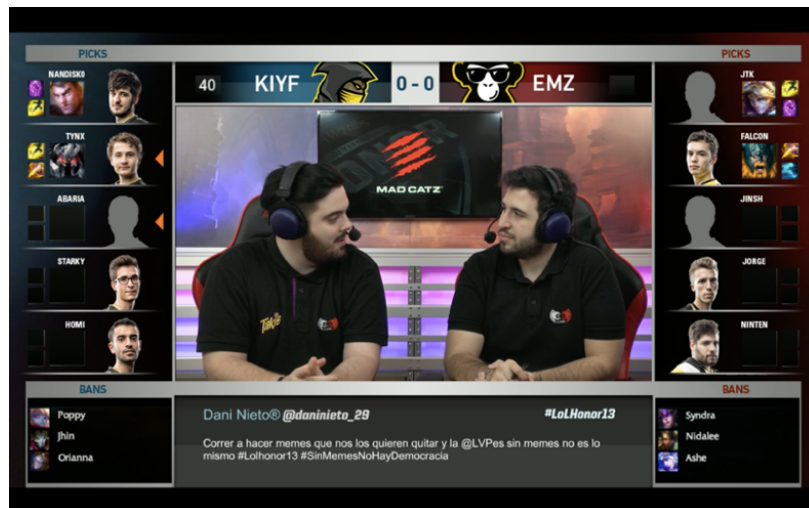 PICKS
PICKS
40 KIYF 0 - 0 EMZ
NANDISK0
TYNX
ABARIA
STARKY
HOMI
JTK
FALCON
JINSH
JORGE
NINTEN
MAD CATZ
BANS
Poppy
Jhin
Orianna
Dani Nieto® @daninieto_29 #LoLHonor13
Correr a hacer memes que nos los quieren quitar y la @LVPes sin memes no es lo
mismo #Lolhonor13 #SinMemesNoHayDemocracia
BANS
Syndra
Nidalee
Ashe